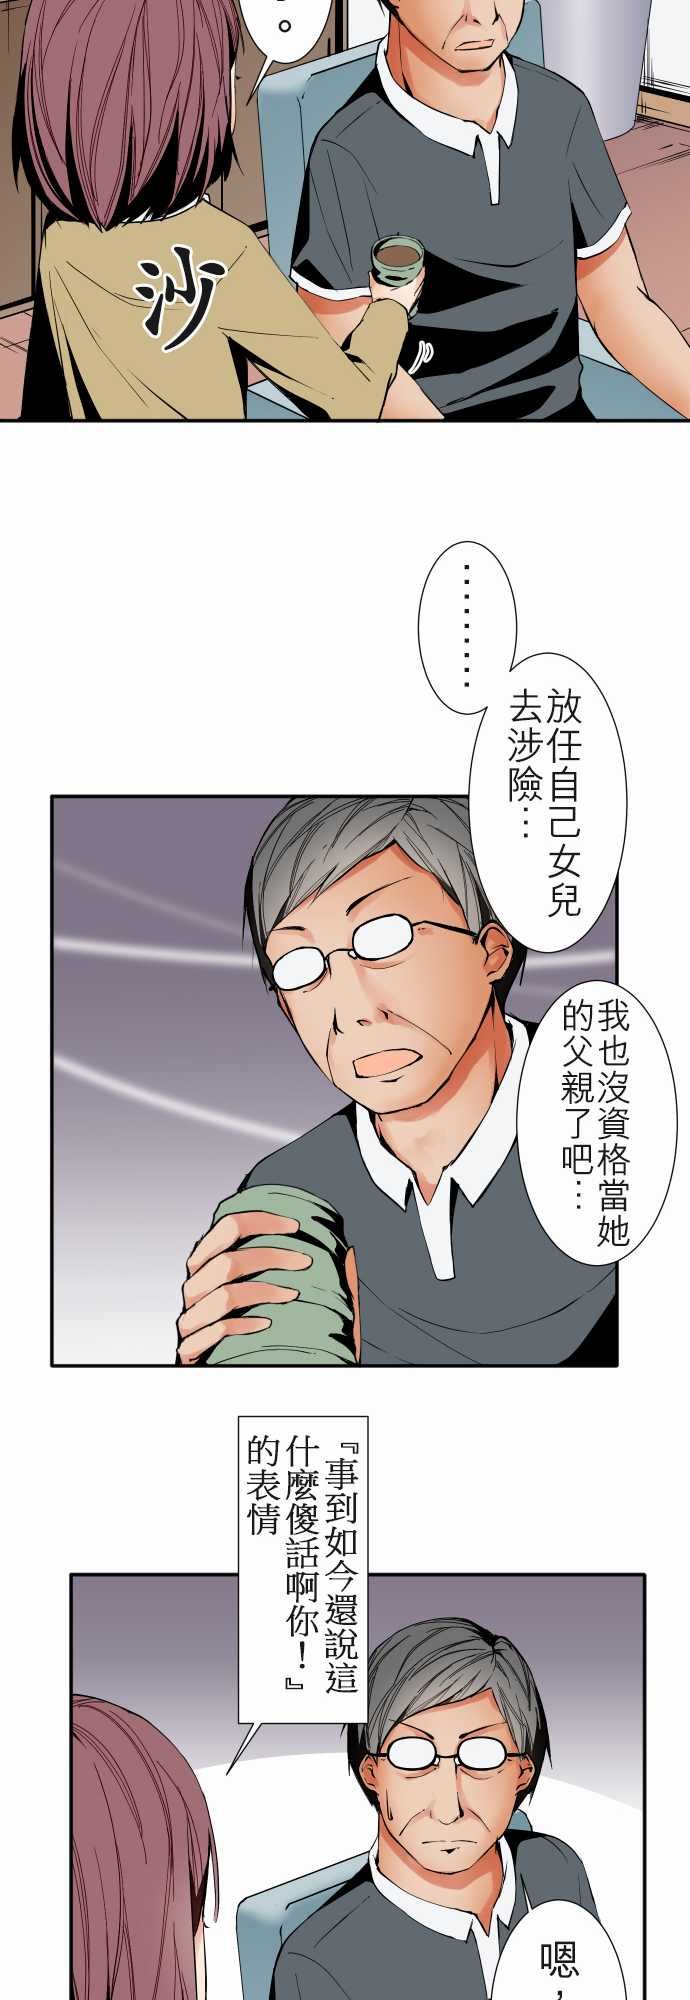 。
沙
………
放任自己女兒
去涉險…
我也沒資格當她
的父親了吧…
『事到如今還說這
什麼傻話啊你！』
的表情
嗯，